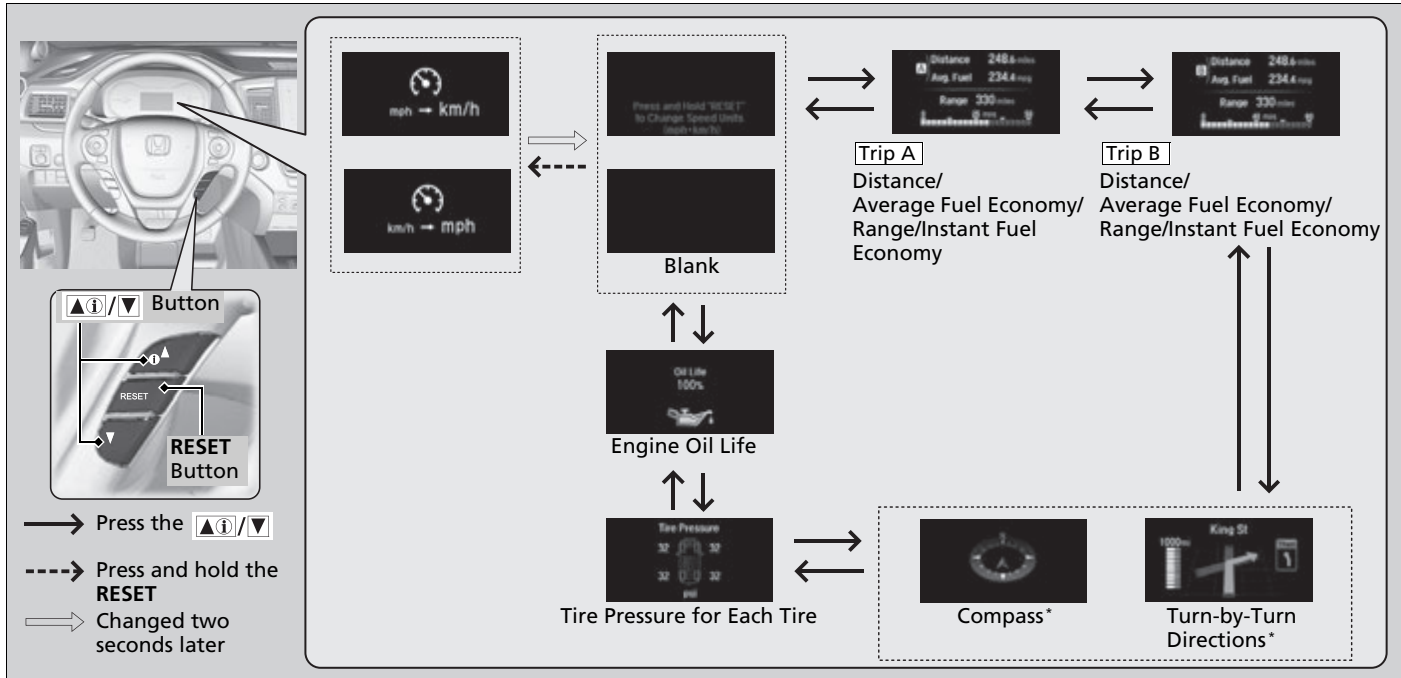 mph → km/h
km/h → mph
Press and Hold "RESET"
to Change Speed Units
(mph↔km/h)
Blank
A Distance 248.6 miles
Avg. Fuel 234.4 mpg
Range 330 miles
Trip A
Distance/
Average Fuel Economy/
Range/Instant Fuel
Economy
B Distance 248.6 miles
Avg. Fuel 234.4 mpg
Range 330 miles
Trip B
Distance/
Average Fuel Economy/
Range/Instant Fuel Economy
▲ⓘ/▼ Button
RESET
RESET
Button
Press the ▲ⓘ/▼
Press and hold the
RESET
Changed two
seconds later
Oil Life
100%
Engine Oil Life
Tire Pressure
32 32
32 32
psi
Tire Pressure for Each Tire
Compass*
King St
Turn-by-Turn
Directions*